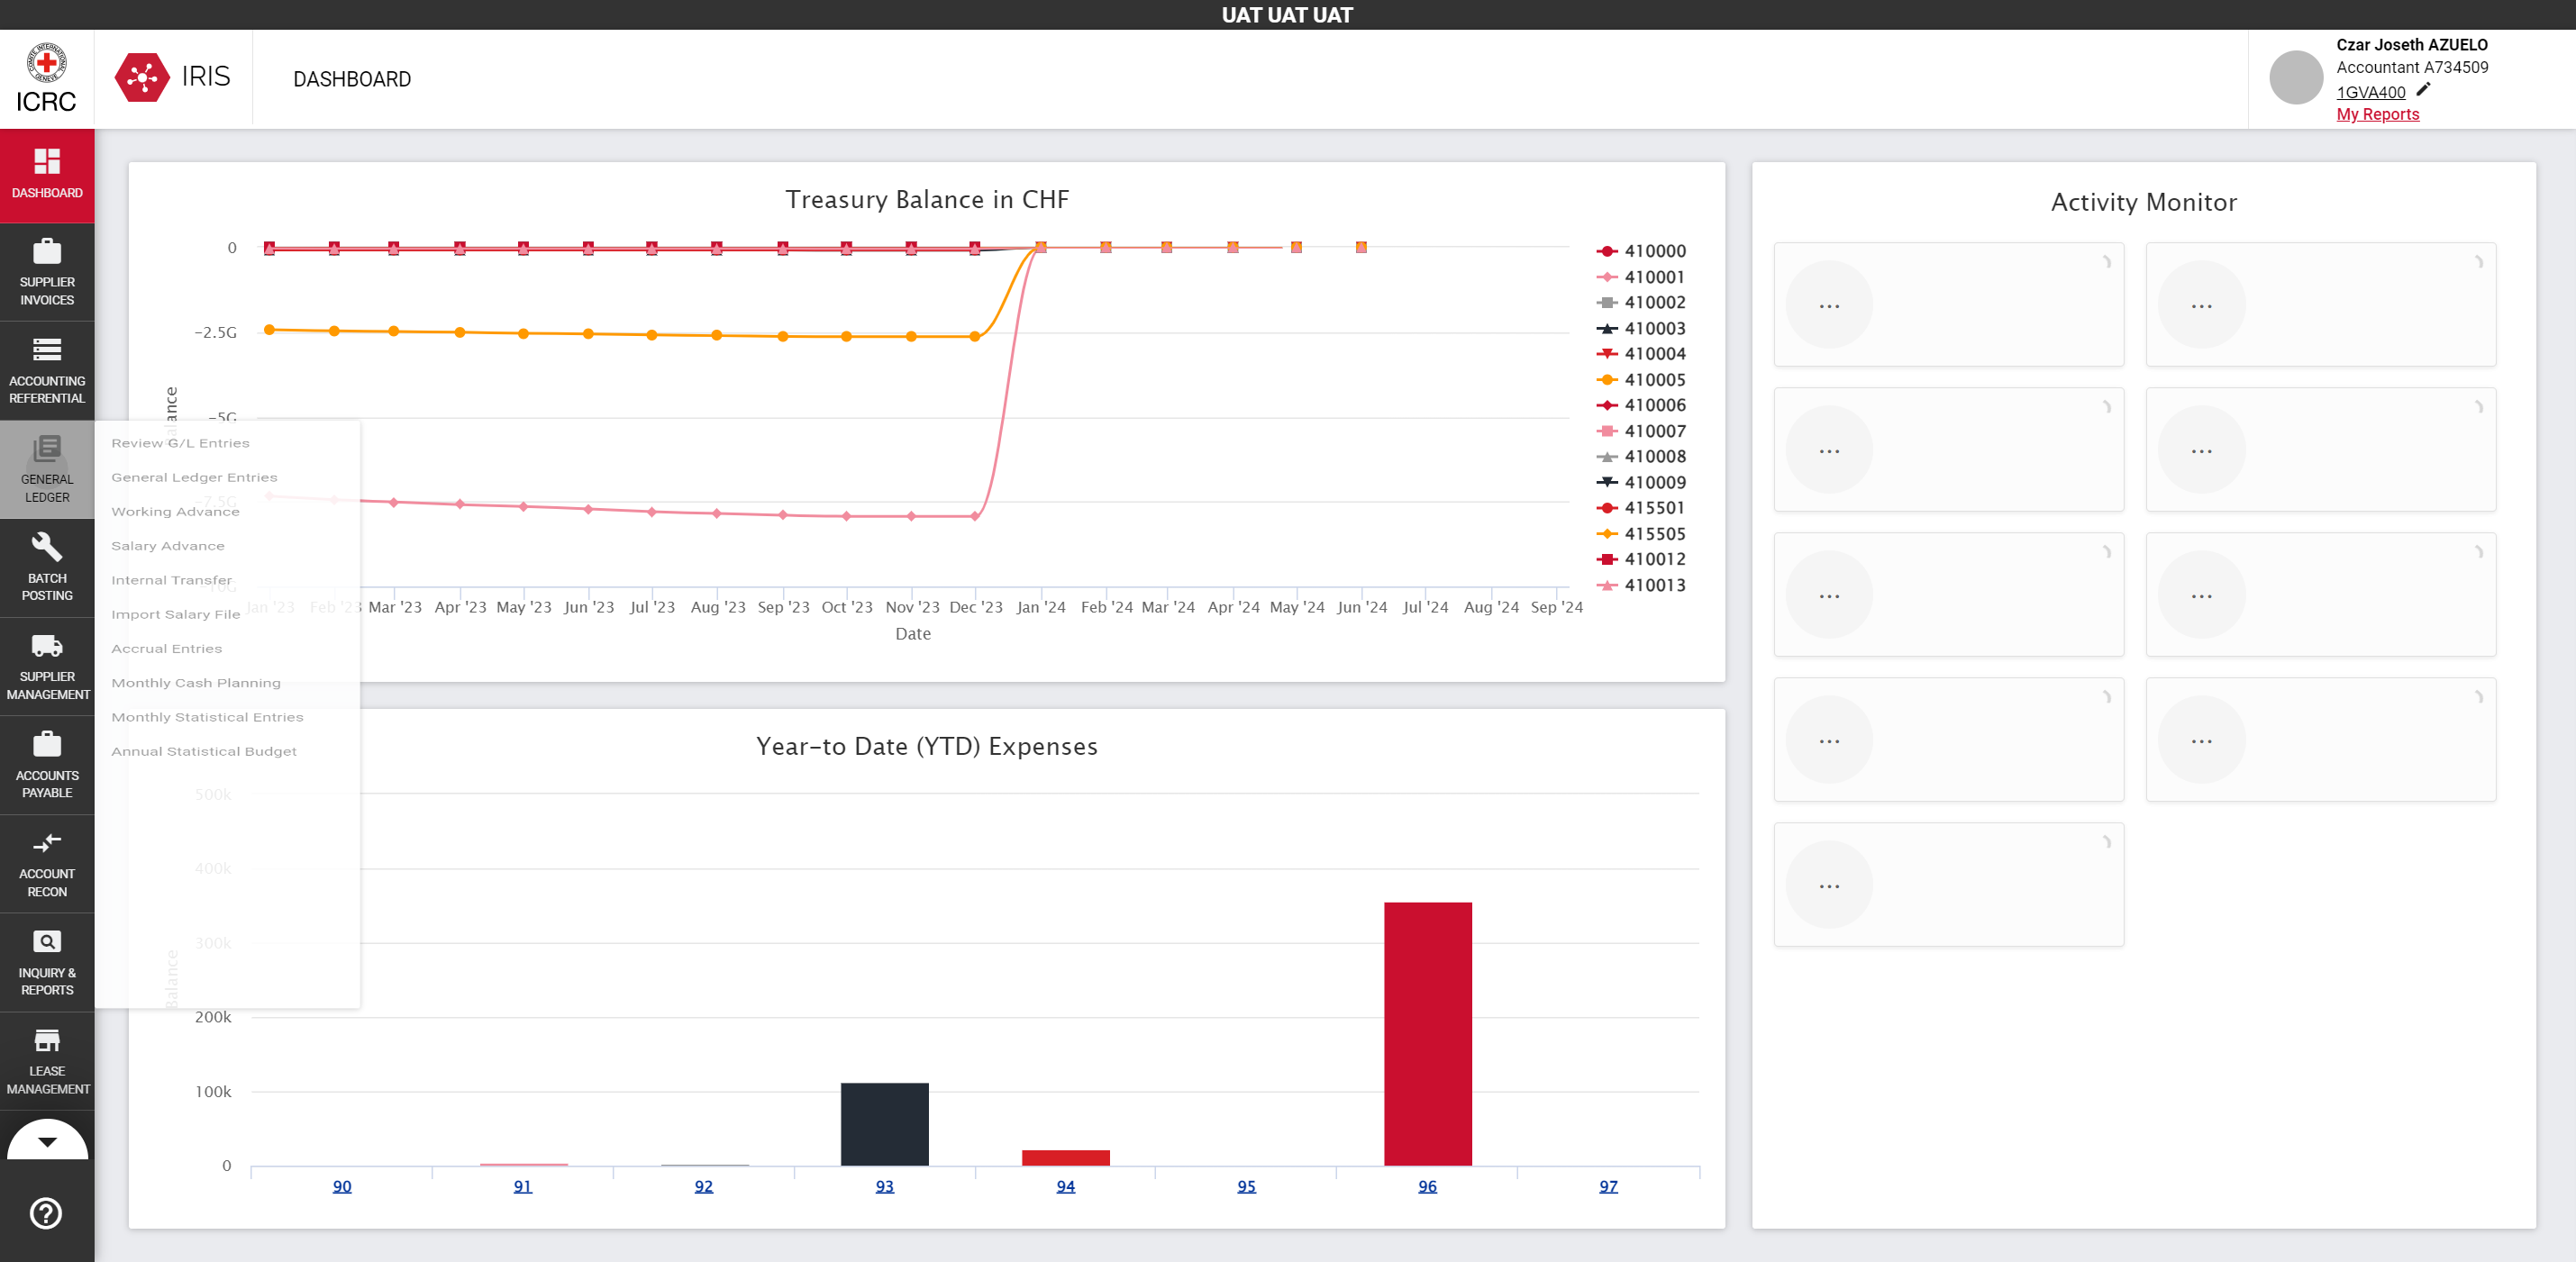 UAT UAT UAT
ICRC
IRIS
DASHBOARD
Czar Joseth AZUELO
Accountant A734509
1GVA400
My Reports
DASHBOARD
SUPPLIER
INVOICES
ACCOUNTING
REFERENTIAL
GENERAL
LEDGER
BATCH
POSTING
SUPPLIER
MANAGEMENT
ACCOUNTS
PAYABLE
ACCOUNT
RECON
INQUIRY &
REPORTS
LEASE
MANAGEMENT
Review G/L Entries
General Ledger Entries
Working Advance
Salary Advance
Internal Transfer
Import Salary File
Accrual Entries
Monthly Cash Planning
Monthly Statistical Entries
Annual Statistical Budget
Treasury Balance in CHF
0
-2.5G
-5G
-7.5G
-10G
Balance
Jan '23 Feb '23 Mar '23 Apr '23 May '23 Jun '23 Jul '23 Aug '23 Sep '23 Oct '23 Nov '23 Dec '23 Jan '24 Feb '24 Mar '24 Apr '24 May '24 Jun '24 Jul '24 Aug '24 Sep '24
Date
410000
410001
410002
410003
410004
410005
410006
410007
410008
410009
415501
415505
410012
410013
Year-to Date (YTD) Expenses
500k
400k
300k
200k
100k
0
Balance
90 91 92 93 94 95 96 97
Activity Monitor
... ...
... ...
... ...
... ...
...